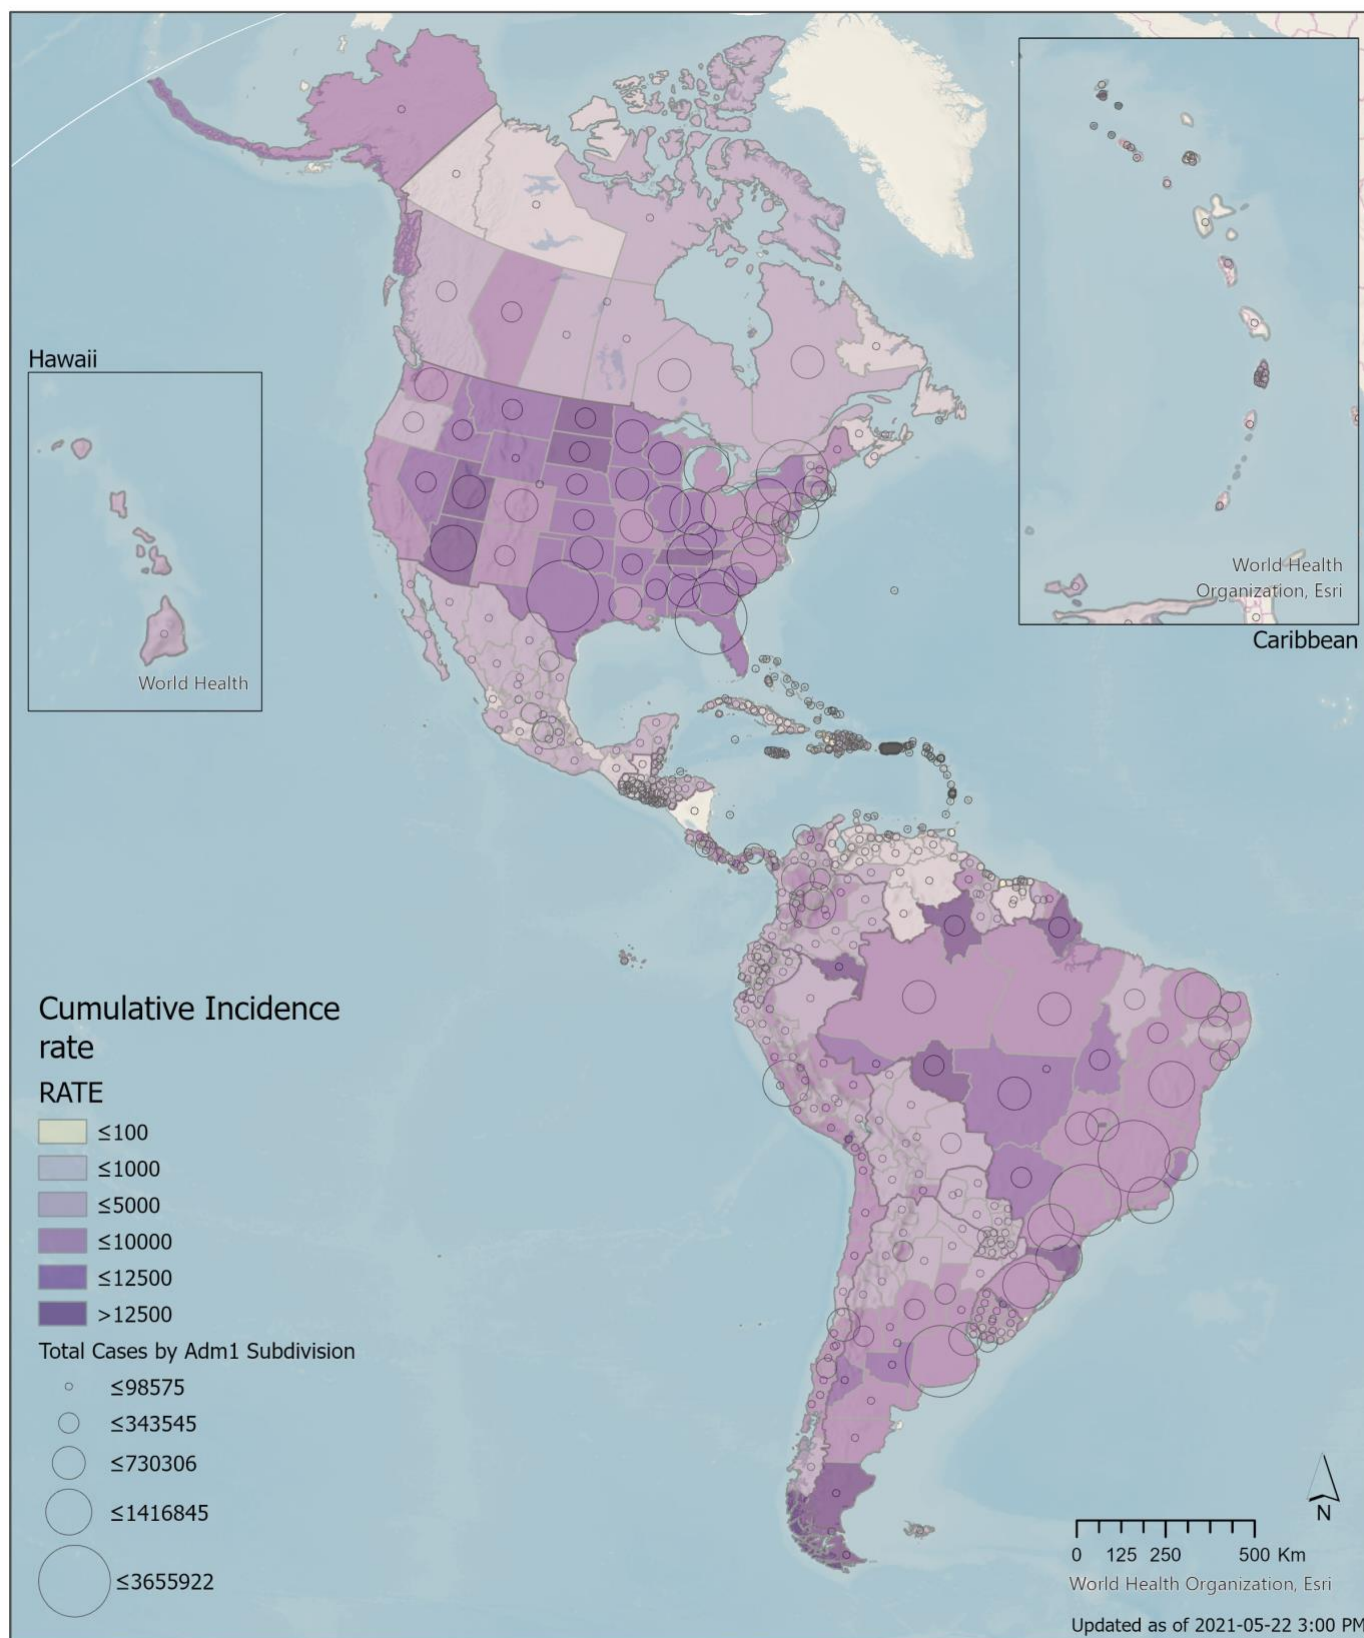 Hawaii
World Health
World Health
Organization, Esri
Caribbean
Cumulative Incidence
rate
RATE
≤100
≤1000
≤5000
≤10000
≤12500
>12500
Total Cases by Adm1 Subdivision
≤98575
≤343545
≤730306
≤1416845
≤3655922
N
0 125 250 500 Km
World Health Organization, Esri
Updated as of 2021-05-22 3:00 PM